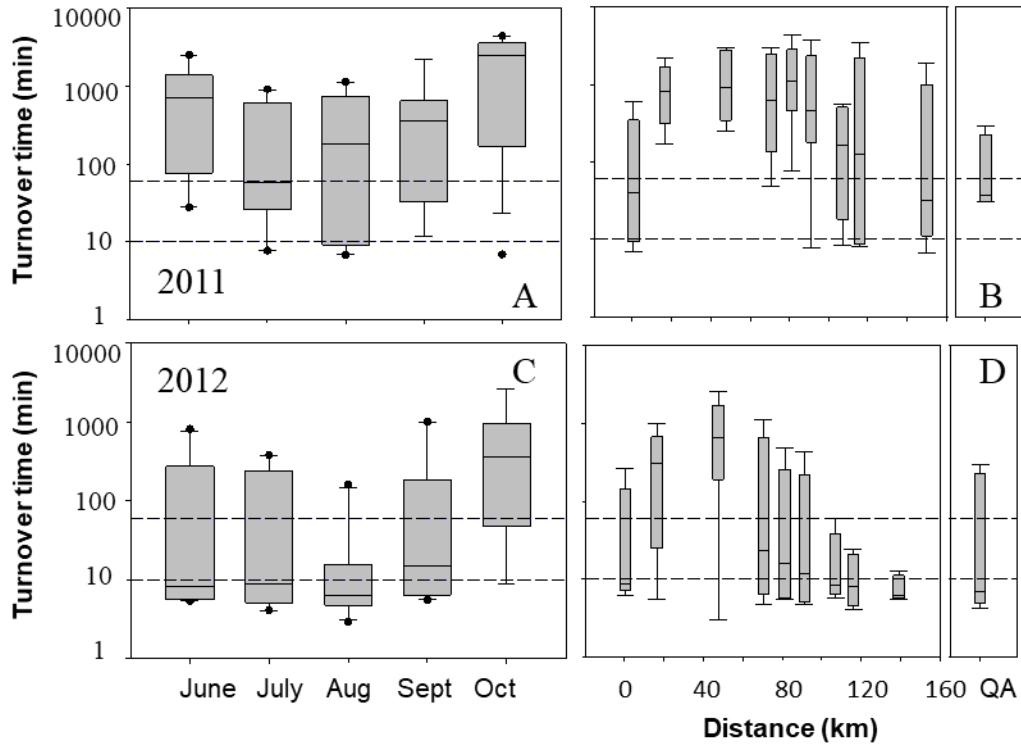 Turnover time (min)
10000
1000
100
10
1
2011
A
B
Turnover time (min)
10000
1000
100
10
1
2012
C
D
June July Aug Sept Oct
0 40 80 120 160 QA
Distance (km)